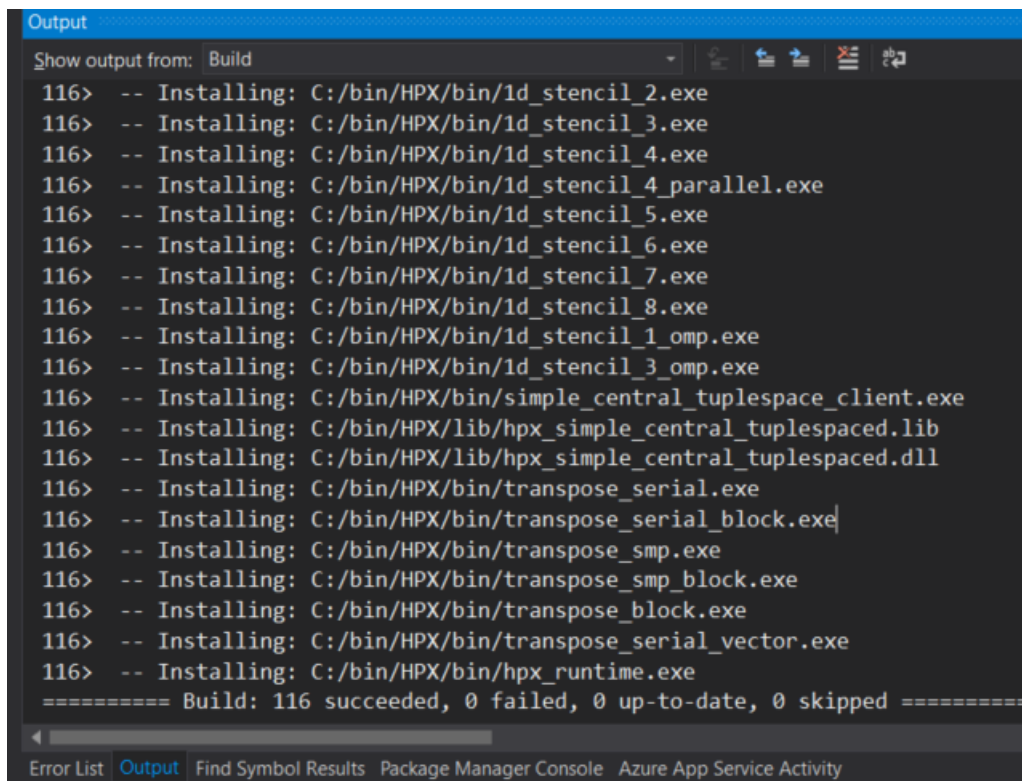 Output
Show output from: Build
116>  -- Installing: C:/bin/HPX/bin/1d_stencil_2.exe
116>  -- Installing: C:/bin/HPX/bin/1d_stencil_3.exe
116>  -- Installing: C:/bin/HPX/bin/1d_stencil_4.exe
116>  -- Installing: C:/bin/HPX/bin/1d_stencil_4_parallel.exe
116>  -- Installing: C:/bin/HPX/bin/1d_stencil_5.exe
116>  -- Installing: C:/bin/HPX/bin/1d_stencil_6.exe
116>  -- Installing: C:/bin/HPX/bin/1d_stencil_7.exe
116>  -- Installing: C:/bin/HPX/bin/1d_stencil_8.exe
116>  -- Installing: C:/bin/HPX/bin/1d_stencil_1_omp.exe
116>  -- Installing: C:/bin/HPX/bin/1d_stencil_3_omp.exe
116>  -- Installing: C:/bin/HPX/bin/simple_central_tuplespace_client.exe
116>  -- Installing: C:/bin/HPX/lib/hpx_simple_central_tuplespaced.lib
116>  -- Installing: C:/bin/HPX/lib/hpx_simple_central_tuplespaced.dll
116>  -- Installing: C:/bin/HPX/bin/transpose_serial.exe
116>  -- Installing: C:/bin/HPX/bin/transpose_serial_block.exe
116>  -- Installing: C:/bin/HPX/bin/transpose_smp.exe
116>  -- Installing: C:/bin/HPX/bin/transpose_smp_block.exe
116>  -- Installing: C:/bin/HPX/bin/transpose_block.exe
116>  -- Installing: C:/bin/HPX/bin/transpose_serial_vector.exe
116>  -- Installing: C:/bin/HPX/bin/hpx_runtime.exe
========== Build: 116 succeeded, 0 failed, 0 up-to-date, 0 skipped ==========
Error List Output Find Symbol Results Package Manager Console Azure App Service Activity